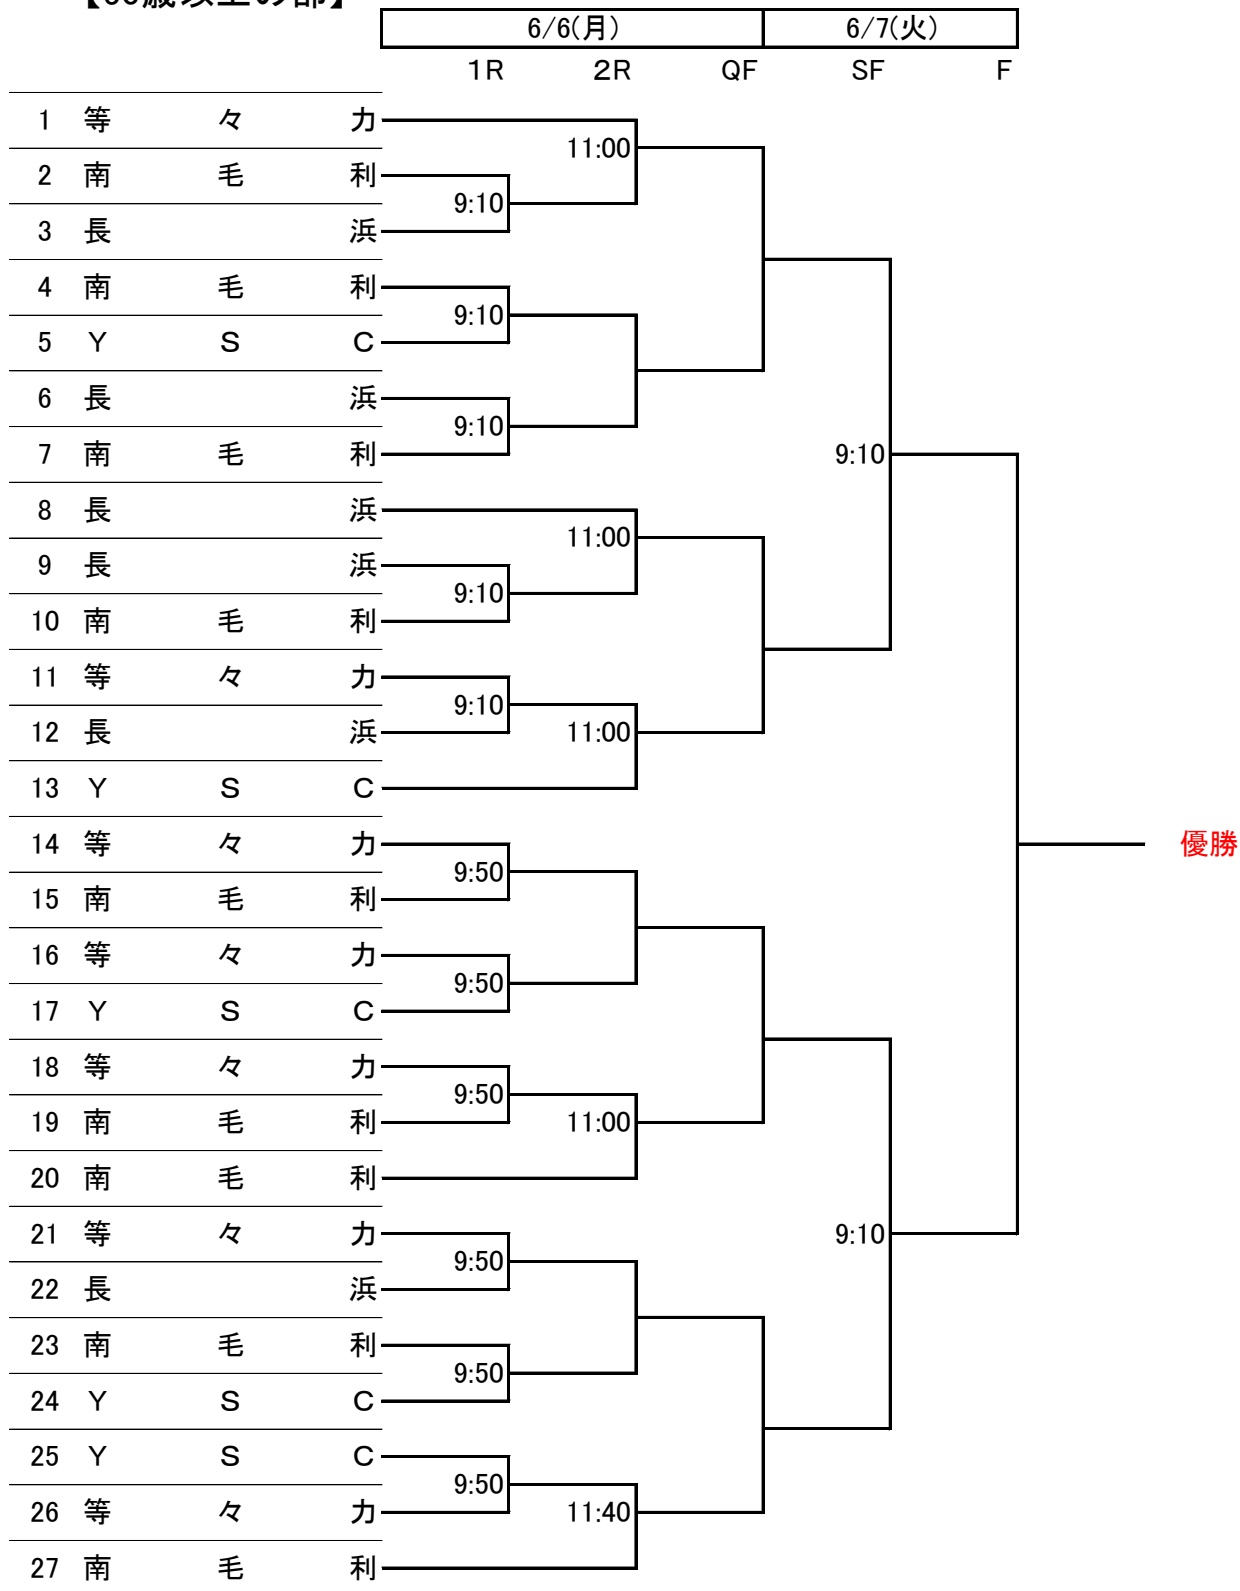 6/6(月) 6/7(火)
1R 2R QF SF F
1 等々力
11:00
2 南毛利
9:10
3 長浜
4 南毛利
9:10
5 YSC
6 長浜
9:10
7 南毛利 9:10
8 長浜
11:00
9 長浜
9:10
10 南毛利
11 等々力
9:10
12 長浜 11:00
13 YSC
14 等々力 優勝
9:50
15 南毛利
16 等々力
9:50
17 YSC
18 等々力
9:50
19 南毛利 11:00
20 南毛利
21 等々力 9:10
9:50
22 長浜
23 南毛利
9:50
24 YSC
25 YSC
9:50
26 等々力 11:40
27 南毛利